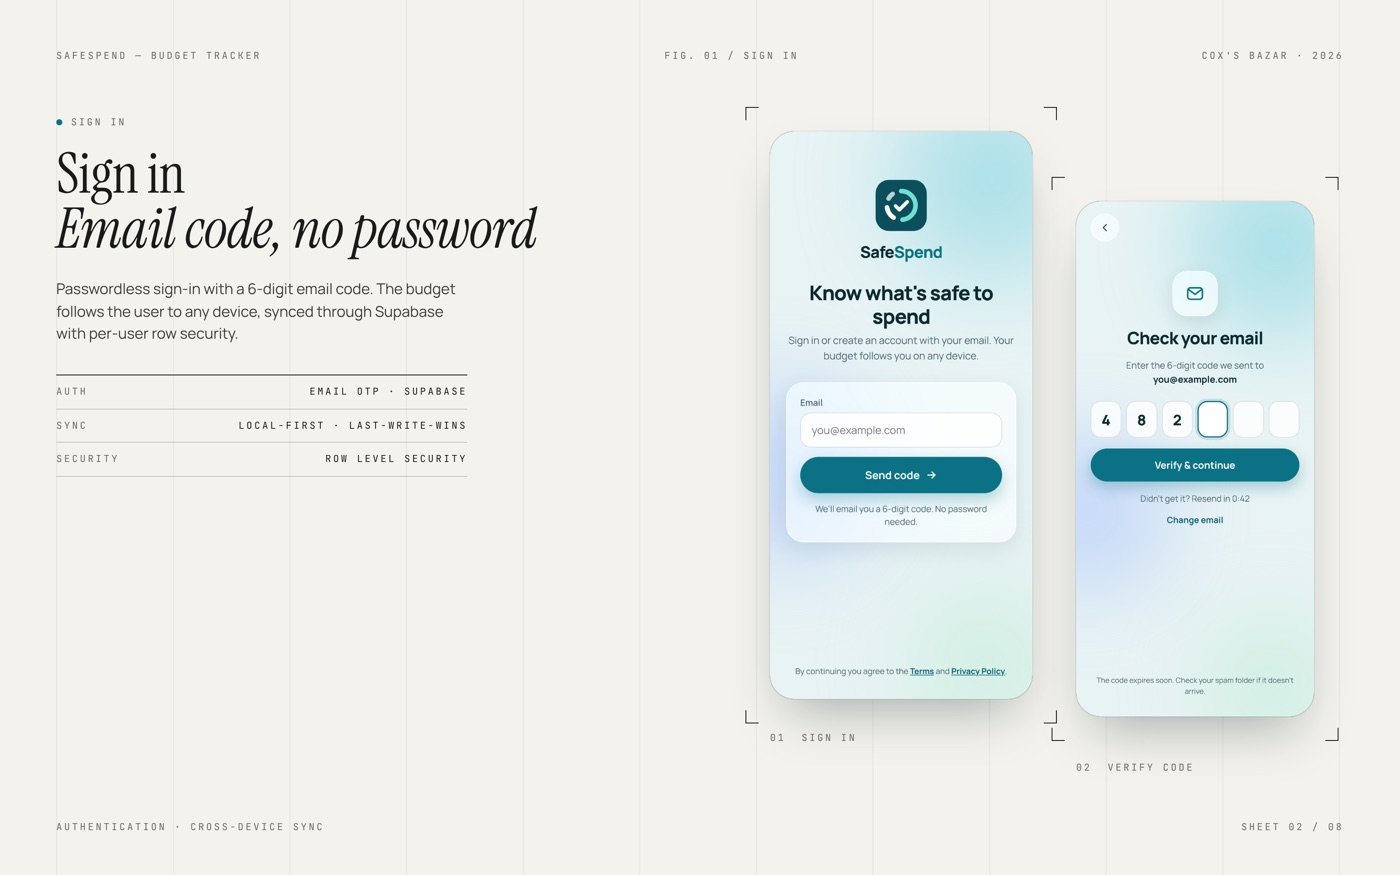 SAFESPEND — BUDGET TRACKER
FIG. 01 / SIGN IN
COX'S BAZAR · 2026
SIGN IN
Sign in
Email code, no password
Passwordless sign-in with a 6-digit email code. The budget
follows the user to any device, synced through Supabase
with per-user row security.
AUTH EMAIL OTP · SUPABASE
SYNC LOCAL-FIRST · LAST-WRITE-WINS
SECURITY ROW LEVEL SECURITY
SafeSpend
Know what's safe to
spend
Sign in or create an account with your email. Your
budget follows you on any device.
Email
you@example.com
Send code →
We'll email you a 6-digit code. No password
needed.
By continuing you agree to the Terms and Privacy Policy.
01 SIGN IN
Check your email
Enter the 6-digit code we sent to
you@example.com
4 8 2
Verify & continue
Didn't get it? Resend in 0:42
Change email
The code expires soon. Check your spam folder if it doesn't
arrive.
02 VERIFY CODE
AUTHENTICATION · CROSS-DEVICE SYNC
SHEET 02 / 08